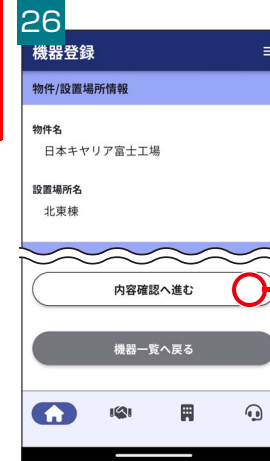 26
機器登録
物件/設置場所情報
物件名
日本キヤリア富士工場
設置場所名
北東棟
内容確認へ進む
機器一覧へ戻る